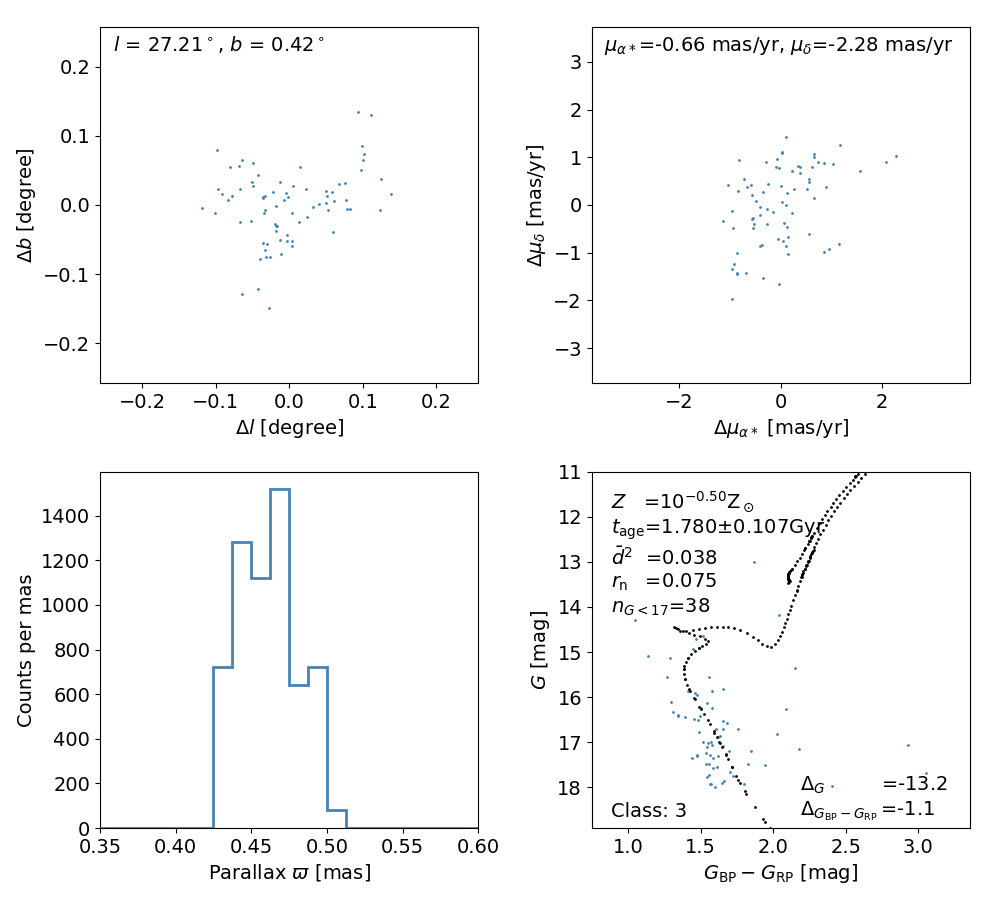 l = 27.21°, b = 0.42°
0.2
0.1
0.0
−0.1
−0.2
Δb [degree]
−0.2 −0.1 0.0 0.1 0.2
Δl [degree]
μα*=-0.66 mas/yr, μδ=-2.28 mas/yr
3
2
1
0
−1
−2
−3
Δμδ [mas/yr]
−2 0 2
Δμα* [mas/yr]
1400
1200
1000
800
600
400
200
0
Counts per mas
0.35 0.40 0.45 0.50 0.55 0.60
Parallax ϖ [mas]
11
12
13
14
15
16
17
18
G [mag]
Z =10^−0.50Z⊙
tage=1.780±0.107Gyr
d̄2 =0.038
rn =0.075
nG<17=38
ΔG =-13.2
Class: 3
ΔGBP−GRP=-1.1
1.0 1.5 2.0 2.5 3.0
GBP − GRP [mag]